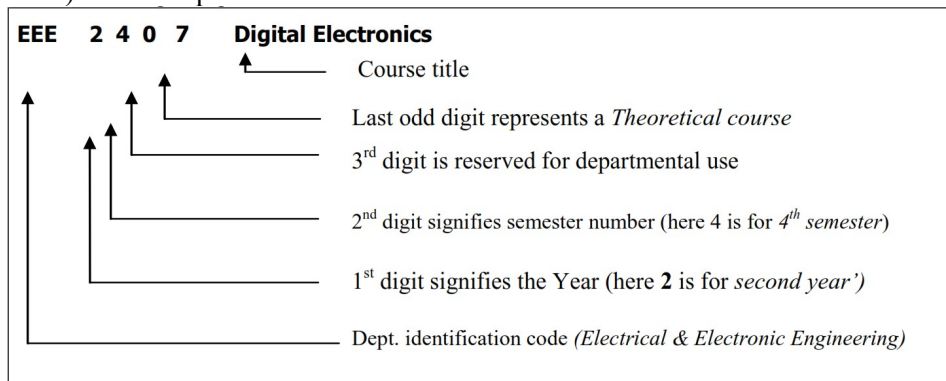 EEE 2 4 0 7 Digital Electronics
Course title
Last odd digit represents a Theoretical course
3rd digit is reserved for departmental use
2nd digit signifies semester number (here 4 is for 4th semester)
1st digit signifies the Year (here 2 is for second year’)
Dept. identification code (Electrical & Electronic Engineering)